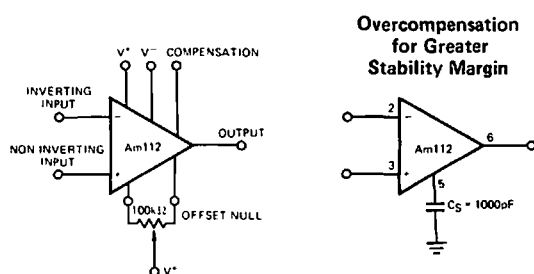 Overcompensation
for Greater
Stability Margin
V+ V− COMPENSATION
INVERTING
INPUT
−
Am112
OUTPUT
NON INVERTING
INPUT
+
100kΩ
OFFSET NULL
V+
2
−
Am112
6
3
+
5
CS = 1000pF